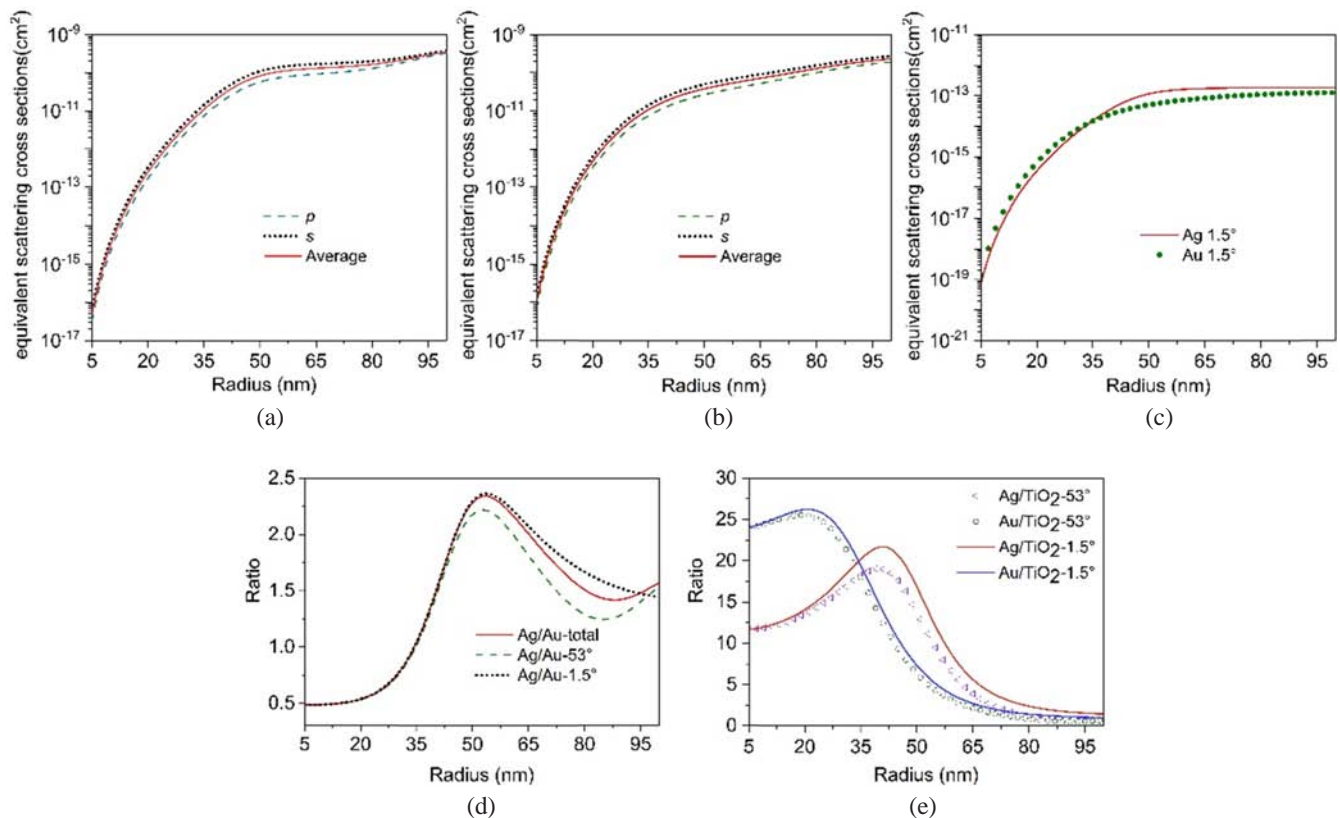 equivalent scattering cross sections(cm²)
10⁻⁹
10⁻¹¹
10⁻¹³
10⁻¹⁵
10⁻¹⁷
p
s
Average
5 20 35 50 65 80 95
Radius (nm)
(a)
equivalent scattering cross sections(cm²)
10⁻⁹
10⁻¹¹
10⁻¹³
10⁻¹⁵
10⁻¹⁷
p
s
Average
5 20 35 50 65 80 95
Radius (nm)
(b)
equivalent scattering cross sections(cm²)
10⁻¹¹
10⁻¹³
10⁻¹⁵
10⁻¹⁷
10⁻¹⁹
10⁻²¹
Ag 1.5°
Au 1.5°
5 20 35 50 65 80 95
Radius (nm)
(c)
Ratio
2.5
2.0
1.5
1.0
0.5
Ag/Au-total
Ag/Au-53°
Ag/Au-1.5°
5 20 35 50 65 80 95
Radius (nm)
(d)
Ratio
30
25
20
15
10
5
0
Ag/TiO₂-53°
Au/TiO₂-53°
Ag/TiO₂-1.5°
Au/TiO₂-1.5°
5 20 35 50 65 80 95
Radius (nm)
(e)